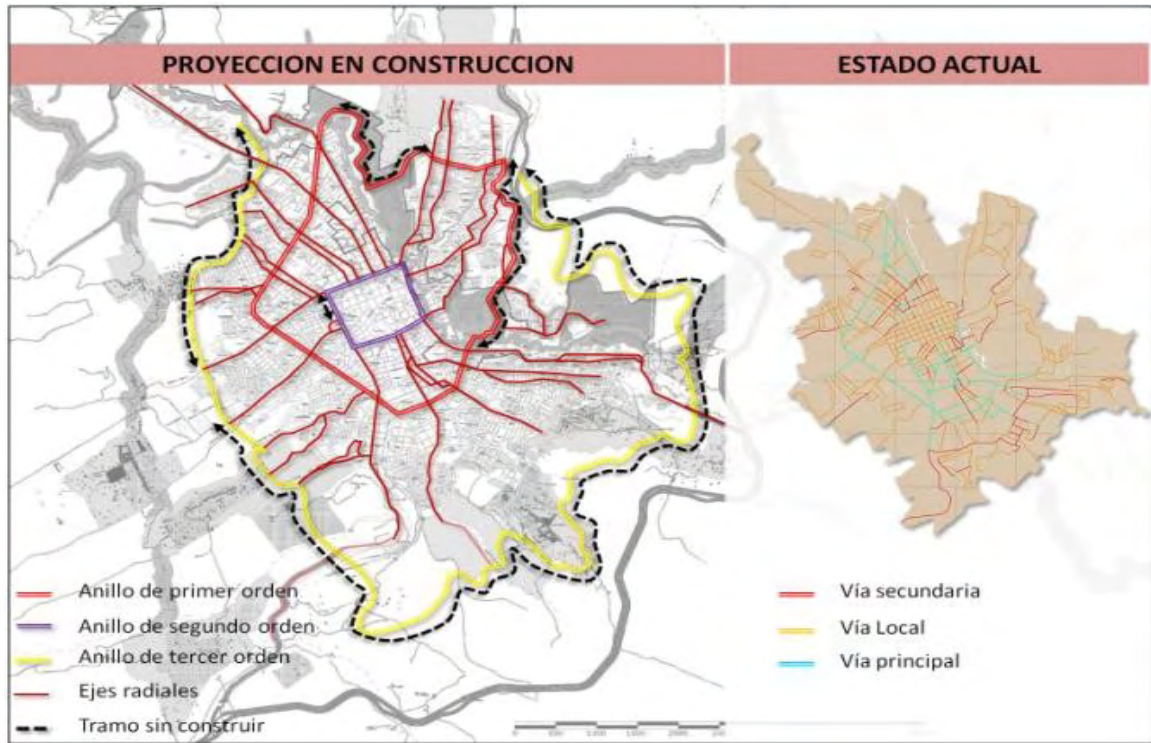 PROYECCION EN CONSTRUCCION
ESTADO ACTUAL
Anillo de primer orden
Anillo de segundo orden
Anillo de tercer orden
Ejes radiales
Tramo sin construir
Vía secundaria
Vía Local
Vía principal